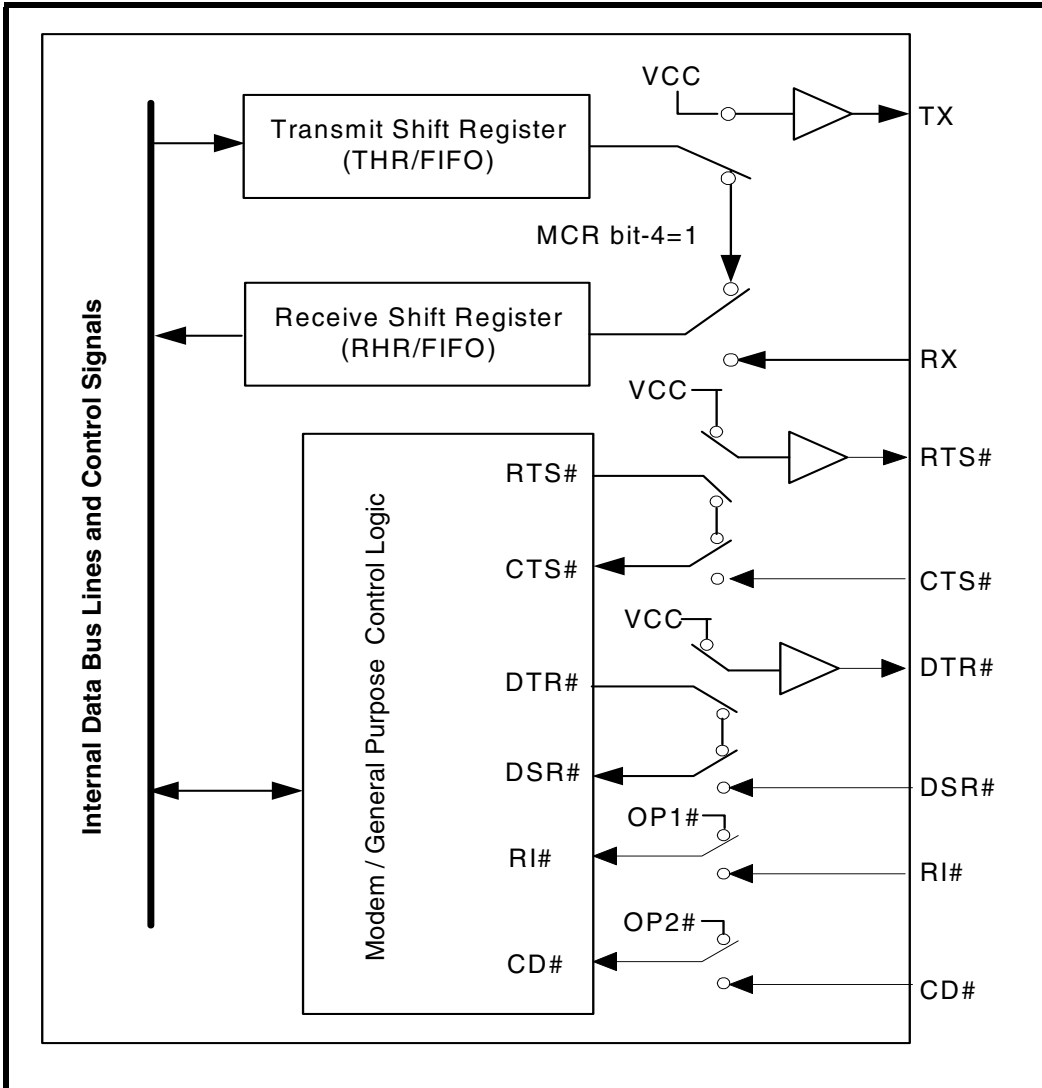 VCC
TX
Transmit Shift Register
(THR/FIFO)
MCR bit-4=1
Receive Shift Register
(RHR/FIFO)
RX
VCC
RTS#
RTS#
CTS#
CTS#
VCC
DTR#
DTR#
DSR#
DSR#
OP1#
RI#
RI#
OP2#
CD#
CD#
Internal Data Bus Lines and Control Signals
Modem / General Purpose Control Logic